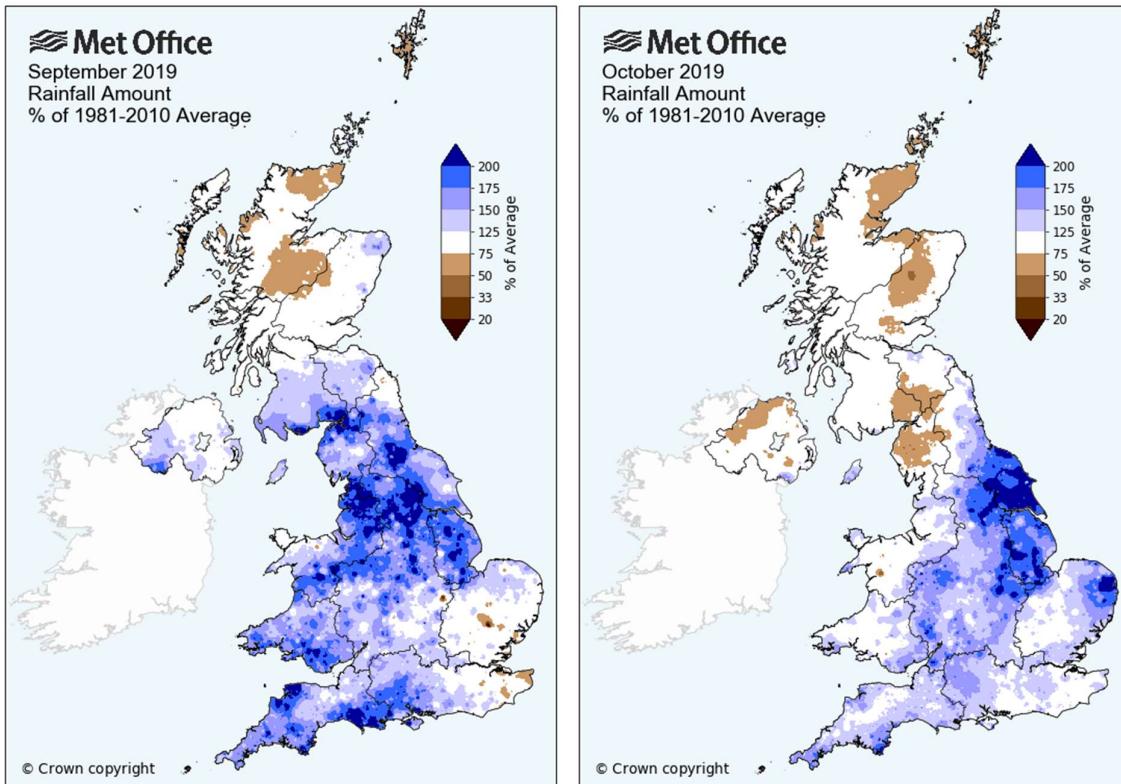 Met Office
September 2019
Rainfall Amount
% of 1981-2010 Average
200
175
150
125
75
50
33
20
% of Average
© Crown copyright
Met Office
October 2019
Rainfall Amount
% of 1981-2010 Average
200
175
150
125
75
50
33
20
% of Average
© Crown copyright